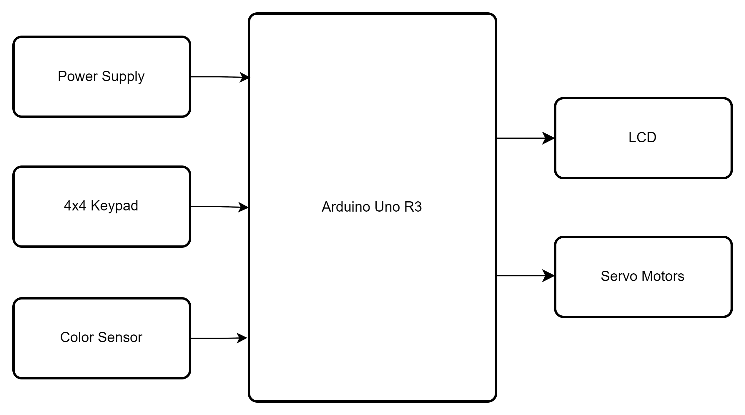 Power Supply
4x4 Keypad
Color Sensor
Arduino Uno R3
LCD
Servo Motors